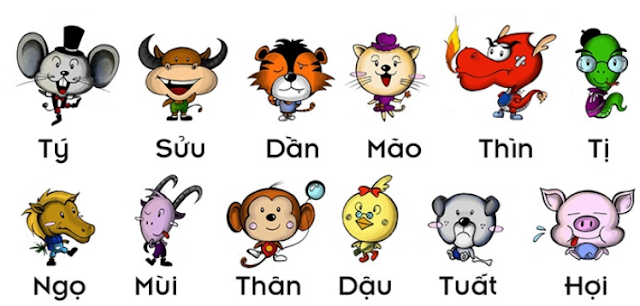 Tý Sửu Dần Mão Thìn Tị
Ngọ Mùi Thân Dậu Tuất Hợi